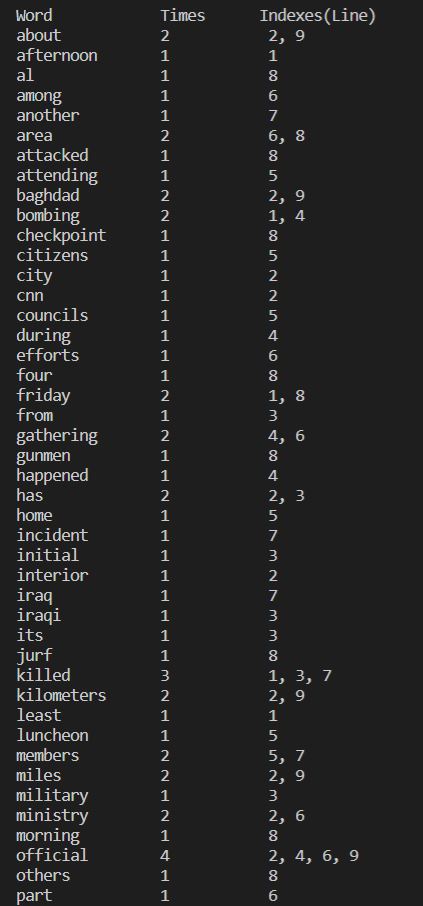 Word Times Indexes(Line)
about 2 2, 9
afternoon 1 1
al 1 8
among 1 6
another 1 7
area 2 6, 8
attacked 1 8
attending 1 5
baghdad 2 2, 9
bombing 2 1, 4
checkpoint 1 8
citizens 1 5
city 1 2
cnn 1 2
councils 1 5
during 1 4
efforts 1 6
four 1 8
friday 2 1, 8
from 1 3
gathering 2 4, 6
gunmen 1 8
happened 1 4
has 2 2, 3
home 1 5
incident 1 7
initial 1 3
interior 1 2
iraq 1 7
iraqi 1 3
its 1 3
jurf 1 8
killed 3 1, 3, 7
kilometers 2 2, 9
least 1 1
luncheon 1 5
members 2 5, 7
miles 2 2, 9
military 1 3
ministry 2 2, 6
morning 1 8
official 4 2, 4, 6, 9
others 1 8
part 1 6